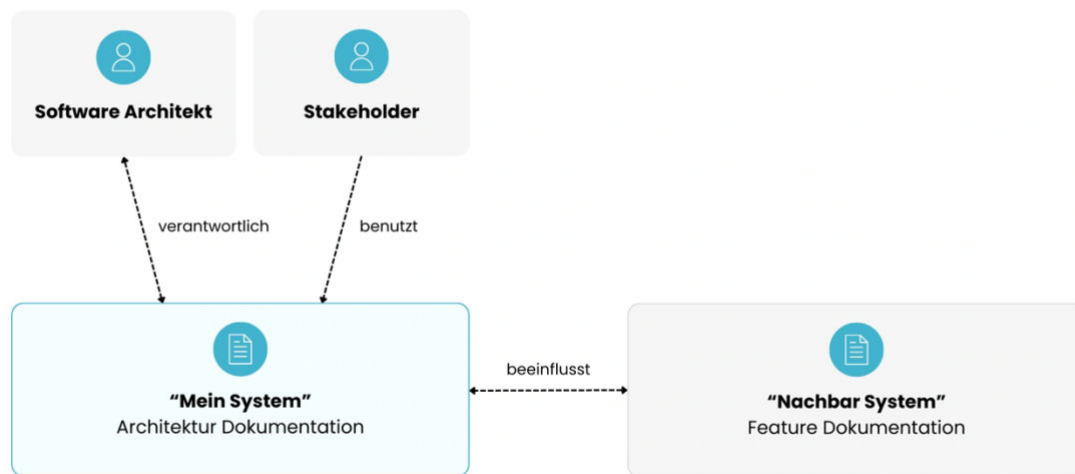 Software Architekt
Stakeholder
verantwortlich
benutzt
“Mein System”
Architektur Dokumentation
beeinflusst
“Nachbar System”
Feature Dokumentation